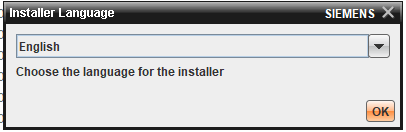 Installer Language SIEMENS
English
Choose the language for the installer
OK